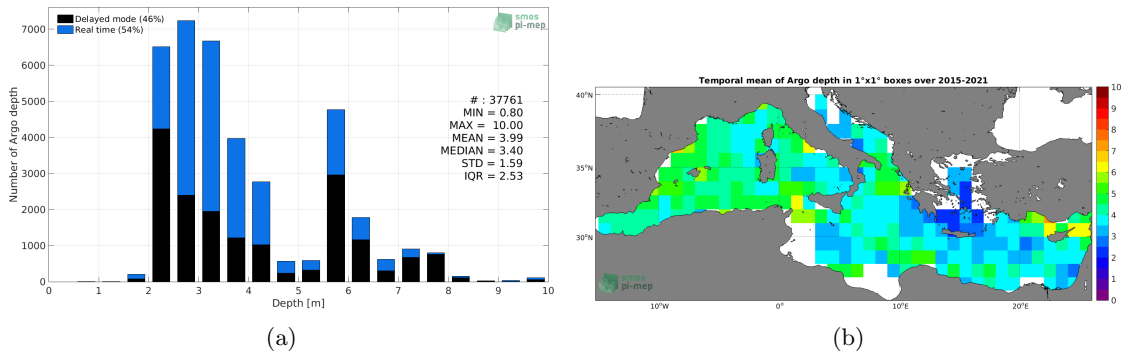 Delayed mode (46%)
Real time (54%)
smos
pi-mep
7000
6000
5000
4000
3000
2000
1000
0
Number of Argo depth
# : 37761
MIN = 0.80
MAX = 10.00
MEAN = 3.99
MEDIAN = 3.40
STD = 1.59
IQR = 2.53
0 1 2 3 4 5 6 7 8 9 10
Depth [m]
(a)
Temporal mean of Argo depth in 1°x1° boxes over 2015-2021
40°N
35°N
30°N
10°W 0° 10°E 20°E
smos
pi-mep
10
9
8
7
6
5
4
3
2
1
0
(b)